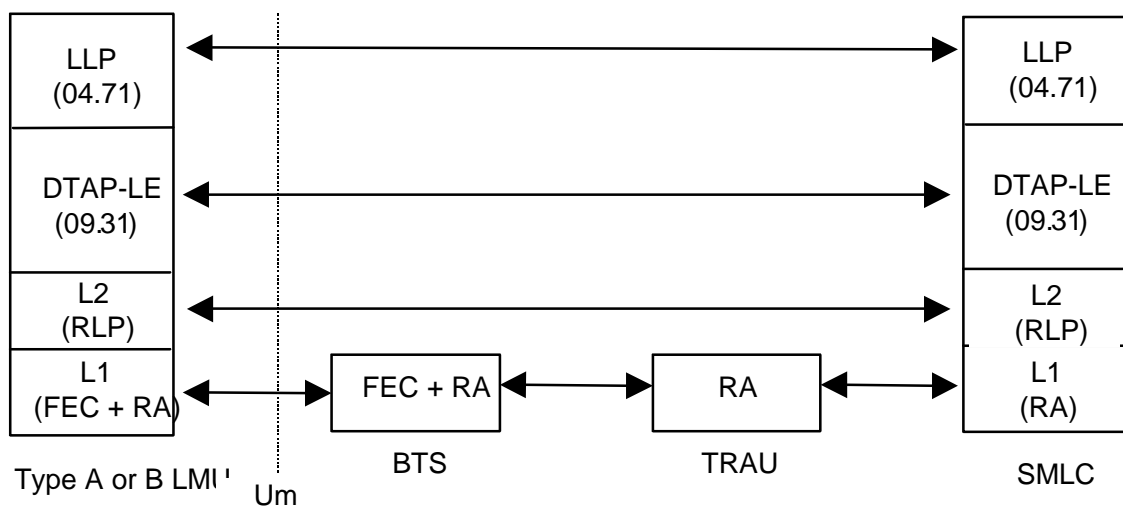 LLP
(04.71)
DTAP-LE
(09.31)
L2
(RLP)
L1
(FEC + RA)
Type A or B LMU
Um
FEC + RA
BTS
RA
TRAU
LLP
(04.71)
DTAP-LE
(09.31)
L2
(RLP)
L1
(RA)
SMLC